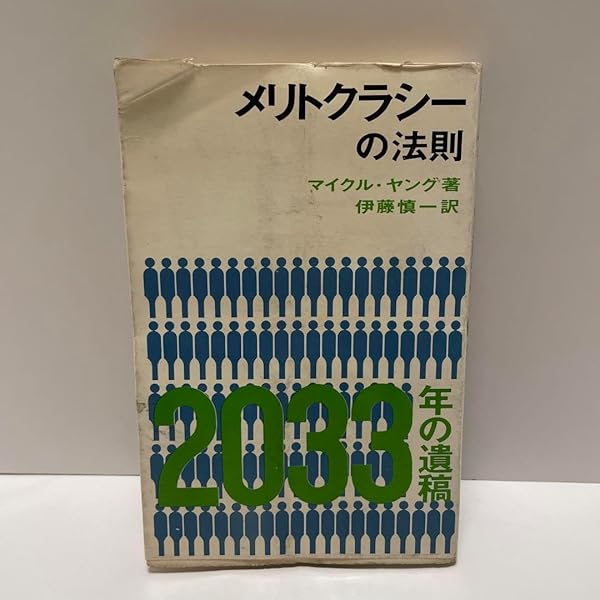 メリトクラシー
の法則
マイクル・ヤング著
伊藤慎一訳
2033年の遺稿